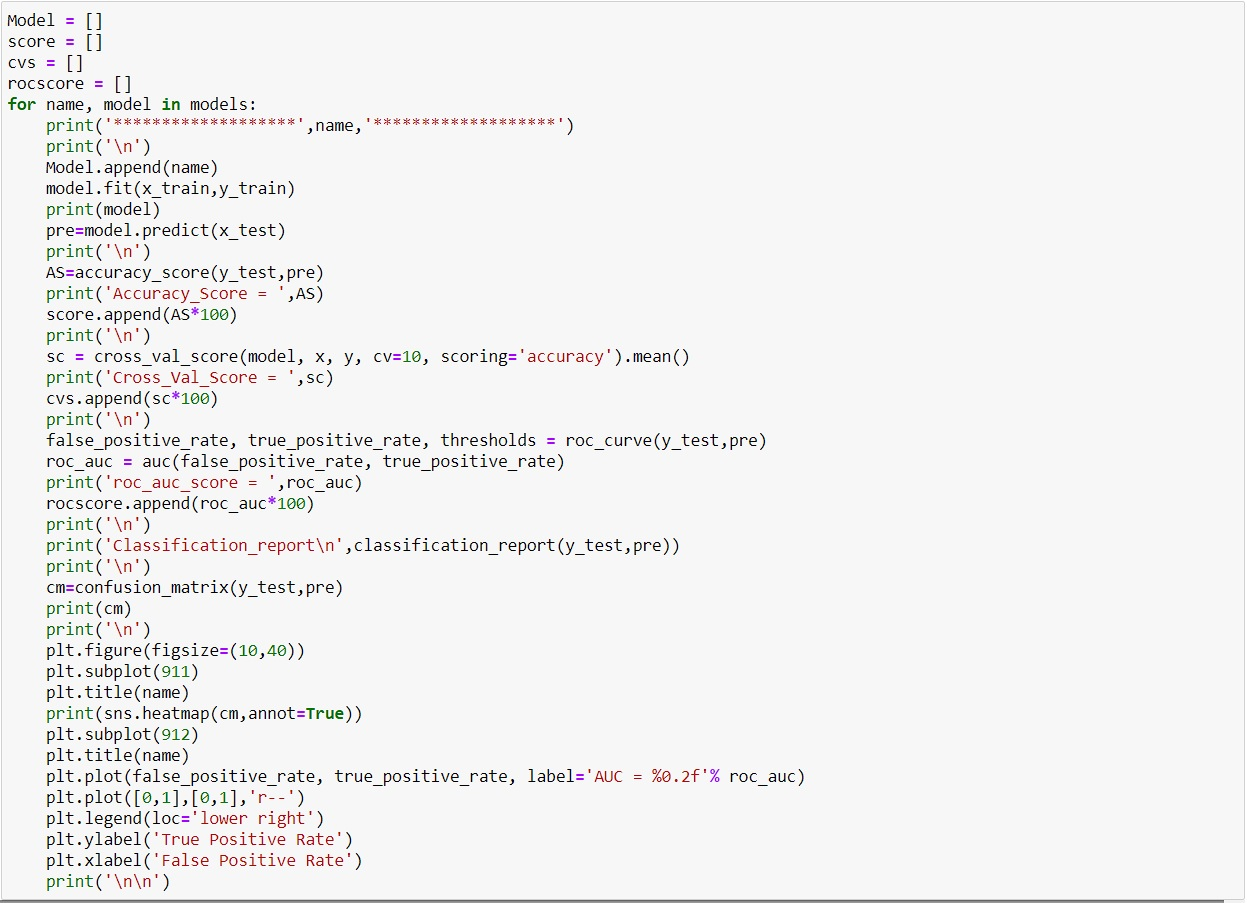 Model = []
score = []
cvs = []
rocscore = []
for name, model in models:
    print('*******************',name,'*******************')
    print('\n')
    Model.append(name)
    model.fit(x_train,y_train)
    print(model)
    pre=model.predict(x_test)
    print('\n')
    AS=accuracy_score(y_test,pre)
    print('Accuracy_Score = ',AS)
    score.append(AS*100)
    print('\n')
    sc = cross_val_score(model, x, y, cv=10, scoring='accuracy').mean()
    print('Cross_Val_Score = ',sc)
    cvs.append(sc*100)
    print('\n')
    false_positive_rate, true_positive_rate, thresholds = roc_curve(y_test,pre)
    roc_auc = auc(false_positive_rate, true_positive_rate)
    print('roc_auc_score = ',roc_auc)
    rocscore.append(roc_auc*100)
    print('\n')
    print('Classification_report\n',classification_report(y_test,pre))
    print('\n')
    cm=confusion_matrix(y_test,pre)
    print(cm)
    print('\n')
    plt.figure(figsize=(10,40))
    plt.subplot(911)
    plt.title(name)
    print(sns.heatmap(cm,annot=True))
    plt.subplot(912)
    plt.title(name)
    plt.plot(false_positive_rate, true_positive_rate, label='AUC = %0.2f'% roc_auc)
    plt.plot([0,1],[0,1],'r--')
    plt.legend(loc='lower right')
    plt.ylabel('True Positive Rate')
    plt.xlabel('False Positive Rate')
    print('\n\n')